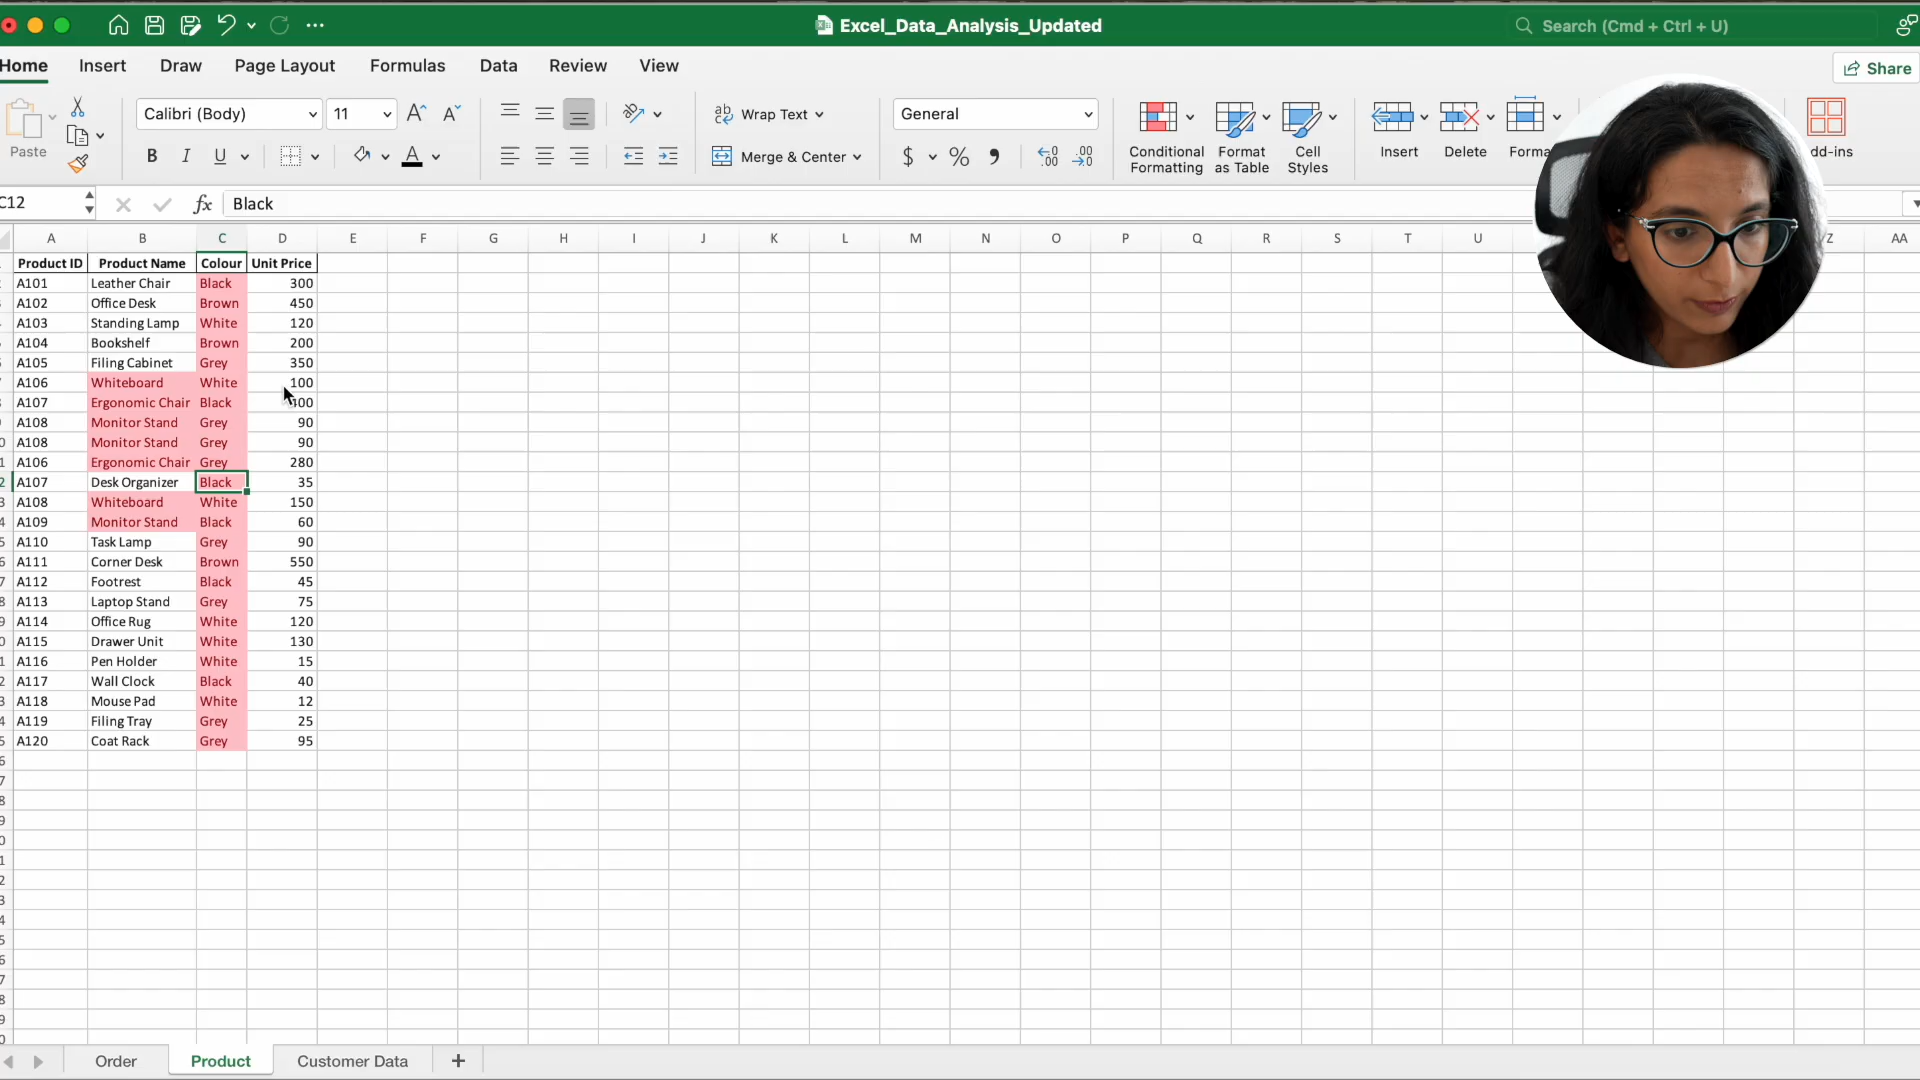 Excel_Data_Analysis_Updated
Search (Cmd + Ctrl + U)
Home Insert Draw Page Layout Formulas Data Review View
Share
Paste
Calibri (Body) 11
Wrap Text
General
B I U
Merge & Center
$ %
Conditional Formatting
Format as Table
Cell Styles
Insert
Delete
Forma
dd-ins
C12 fx Black
A B C D E F G H I J K L M N O P Q R S T U Z AA
Product ID Product Name Colour Unit Price
A101 Leather Chair Black 300
A102 Office Desk Brown 450
A103 Standing Lamp White 120
A104 Bookshelf Brown 200
A105 Filing Cabinet Grey 350
A106 Whiteboard White 100
A107 Ergonomic Chair Black 00
A108 Monitor Stand Grey 90
A108 Monitor Stand Grey 90
A106 Ergonomic Chair Grey 280
A107 Desk Organizer Black 35
A108 Whiteboard White 150
A109 Monitor Stand Black 60
A110 Task Lamp Grey 90
A111 Corner Desk Brown 550
A112 Footrest Black 45
A113 Laptop Stand Grey 75
A114 Office Rug White 120
A115 Drawer Unit White 130
A116 Pen Holder White 15
A117 Wall Clock Black 40
A118 Mouse Pad White 12
A119 Filing Tray Grey 25
A120 Coat Rack Grey 95
Order Product Customer Data +